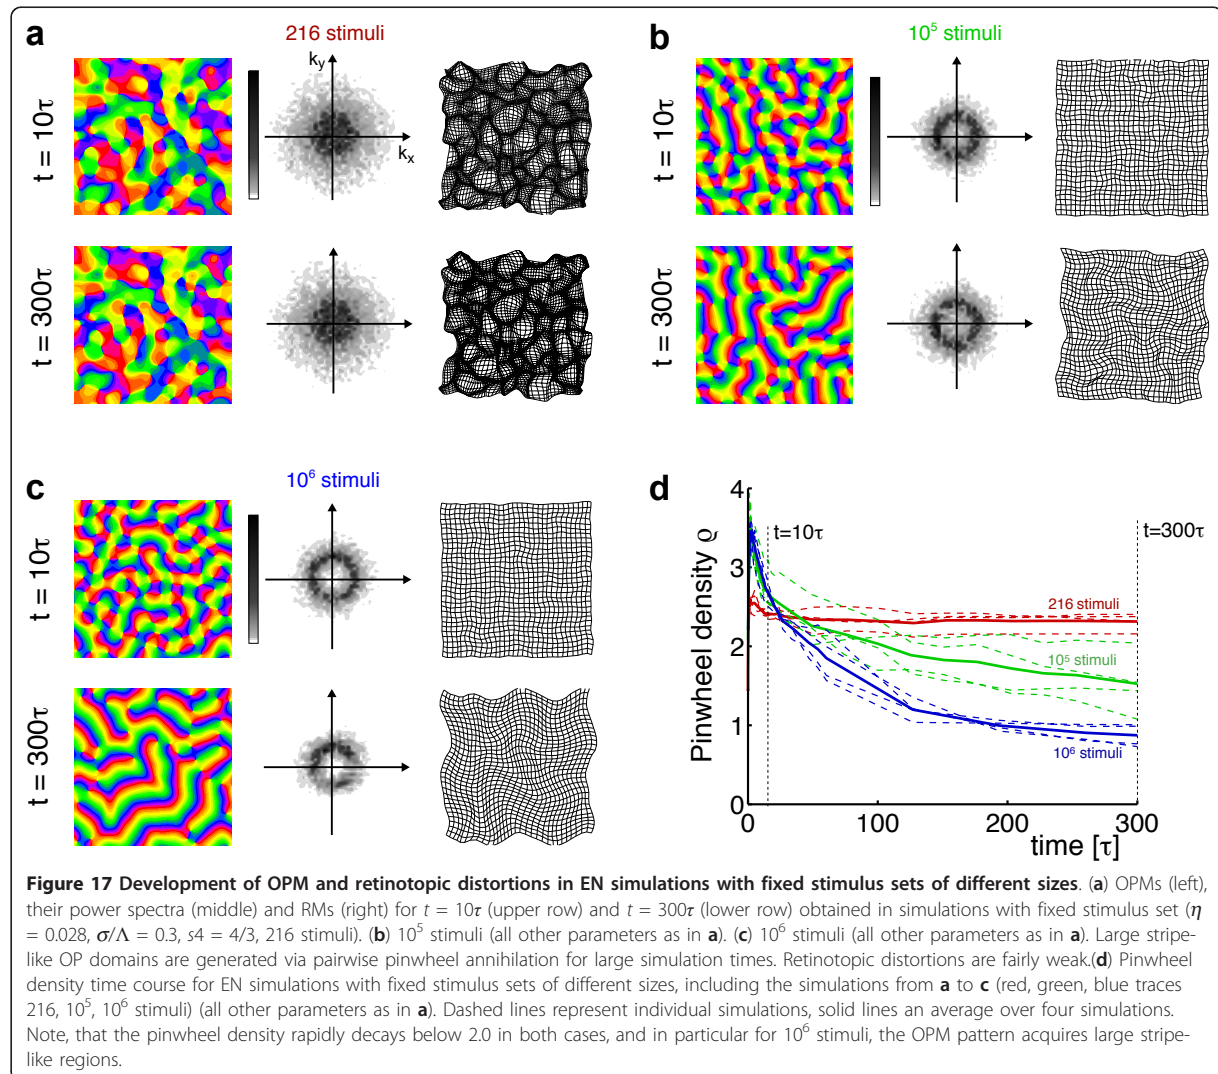 a
216 stimuli
t = 10τ
k_y
k_x
t = 300τ
b
10⁵ stimuli
t = 10τ
t = 300τ
c
10⁶ stimuli
t = 10τ
t = 300τ
d
Pinwheel density ϱ
4
3
2
1
0
t=10τ
t=300τ
216 stimuli
10⁵ stimuli
10⁶ stimuli
0
100
200
300
time [τ]
Figure 17 Development of OPM and retinotopic distortions in EN simulations with fixed stimulus sets of different sizes. (a) OPMs (left),
their power spectra (middle) and RMs (right) for t = 10τ (upper row) and t = 300τ (lower row) obtained in simulations with fixed stimulus set (η
= 0.028, σ/Λ = 0.3, s4 = 4/3, 216 stimuli). (b) 10⁵ stimuli (all other parameters as in a). (c) 10⁶ stimuli (all other parameters as in a). Large stripe-
like OP domains are generated via pairwise pinwheel annihilation for large simulation times. Retinotopic distortions are fairly weak.(d) Pinwheel
density time course for EN simulations with fixed stimulus sets of different sizes, including the simulations from a to c (red, green, blue traces
216, 10⁵, 10⁶ stimuli) (all other parameters as in a). Dashed lines represent individual simulations, solid lines an average over four simulations.
Note, that the pinwheel density rapidly decays below 2.0 in both cases, and in particular for 10⁶ stimuli, the OPM pattern acquires large stripe-
like regions.